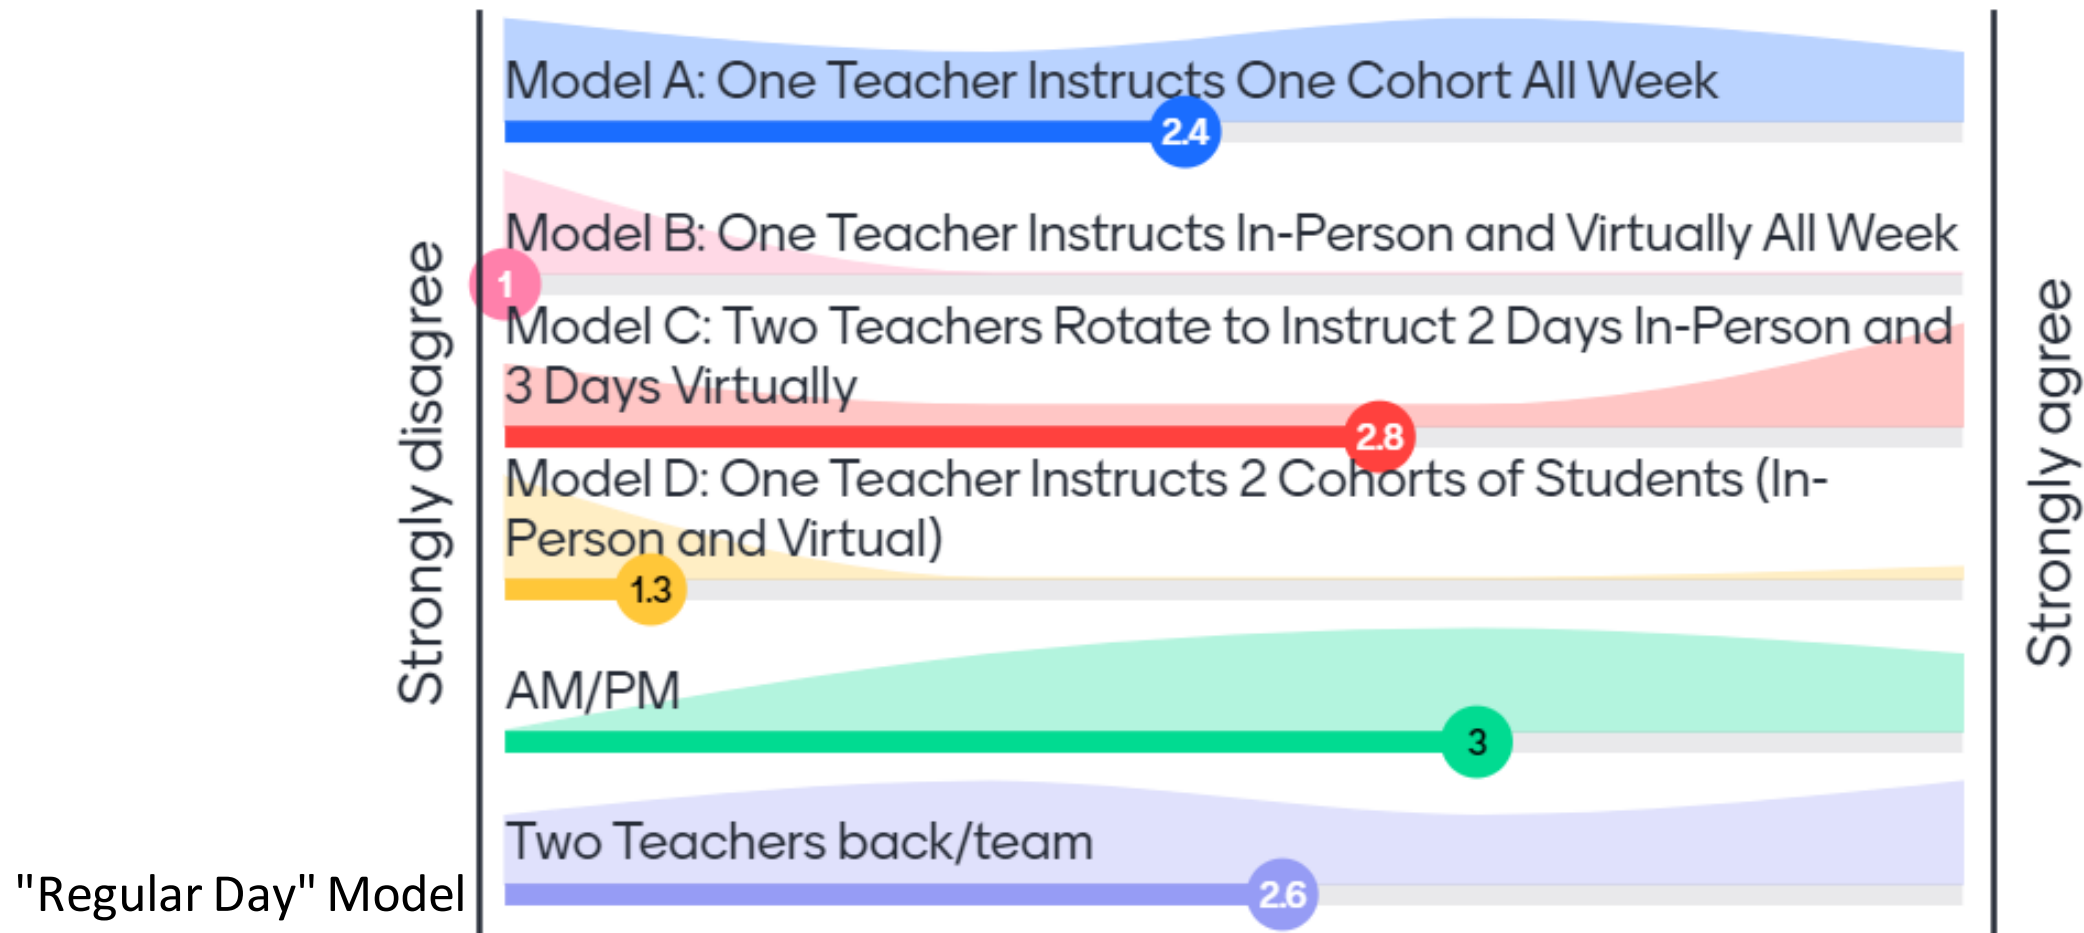 Strongly disagree
Strongly agree
Model A: One Teacher Instructs One Cohort All Week
2.4
Model B: One Teacher Instructs In-Person and Virtually All Week
1
Model C: Two Teachers Rotate to Instruct 2 Days In-Person and
3 Days Virtually
2.8
Model D: One Teacher Instructs 2 Cohorts of Students (In-
Person and Virtual)
1.3
AM/PM
3
Two Teachers back/team
"Regular Day" Model
2.6